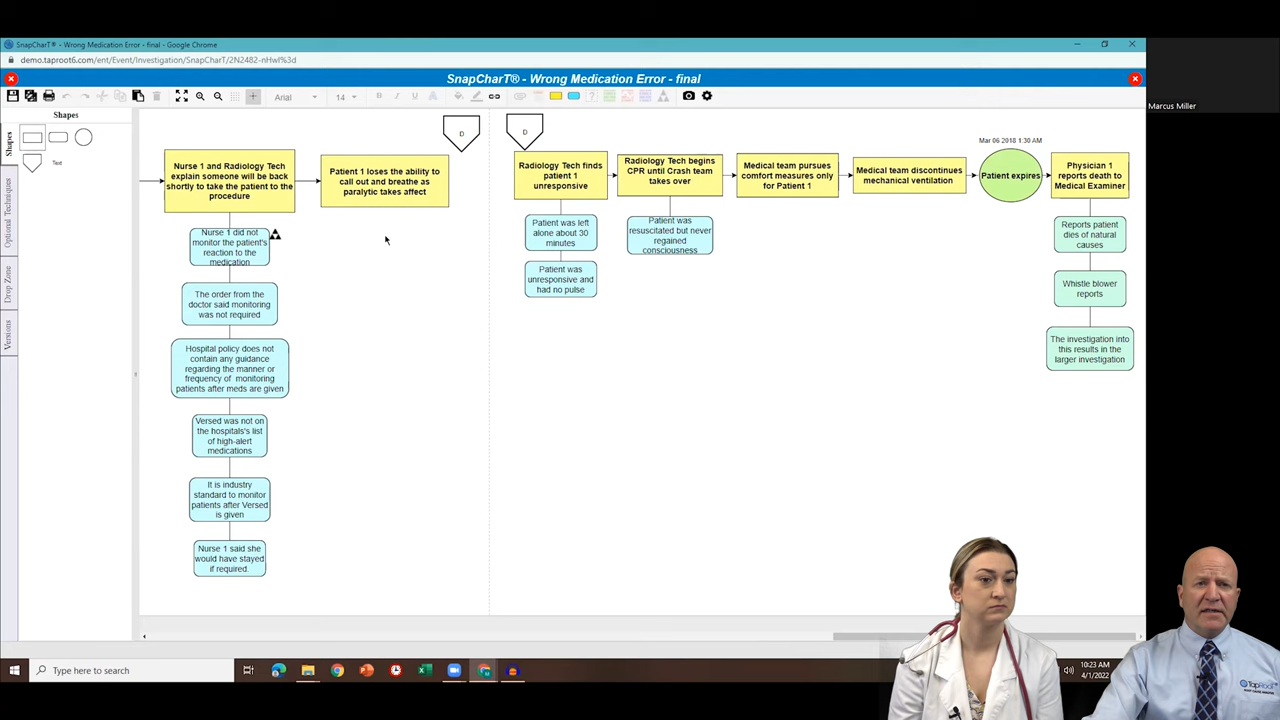 SnapCharT® - Wrong Medication Error - final - Google Chrome
demo.taproot6.com/ent/Event/Investigation/SnapCharT/2N2482-nHwI%3d
SnapCharT® - Wrong Medication Error - final
Arial
14
Marcus Miller
Shapes
Shapes
Text
Optional Techniques
Drop Zone
Versions
D
D
Nurse 1 and Radiology Tech
explain someone will be back
shortly to take the patient to the
procedure
Patient 1 loses the ability to
call out and breathe as
paralytic takes affect
Radiology Tech finds
patient 1
unresponsive
Radiology Tech begins
CPR until Crash team
takes over
Medical team pursues
comfort measures only
for Patient 1
Medical team discontinues
mechanical ventilation
Mar 06 2018 1:30 AM
Patient expires
Physician 1
reports death to
Medical Examiner
Nurse 1 did not
monitor the patient's
reaction to the
medication
The order from the
doctor said monitoring
was not required
Hospital policy does not
contain any guidance
regarding the manner or
frequency of monitoring
patients after meds are given
Versed was not on
the hospitals's list
of high-alert
medications
It is industry
standard to monitor
patients after Versed
is given
Nurse 1 said she
would have stayed
if required.
Patient was left
alone about 30
minutes
Patient was
unresponsive and
had no pulse
Patient was
resuscitated but never
regained
consciousness
Reports patient
dies of natural
causes
Whistle blower
reports
The investigation into
this results in the
larger investigation
Type here to search
10:23 AM
4/1/2022
TapRooT